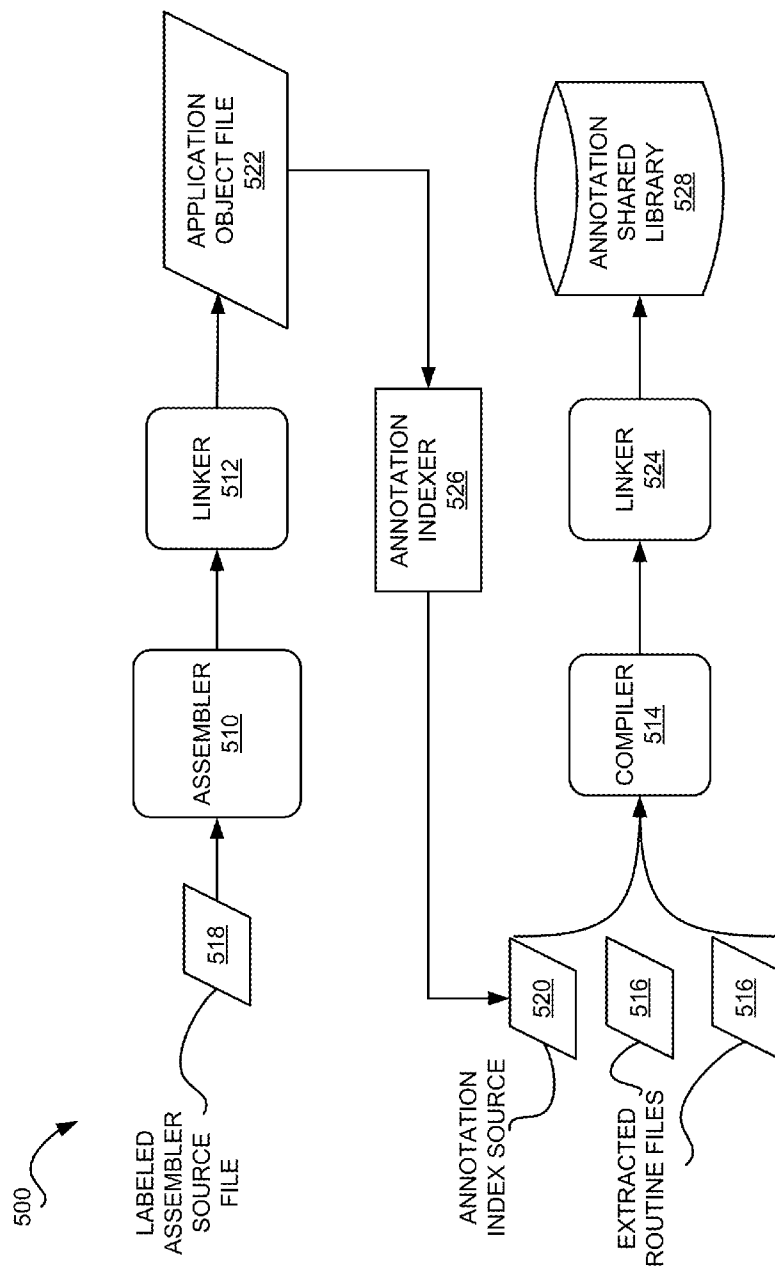 500
LABELED
ASSEMBLER
SOURCE
FILE
518
ASSEMBLER
510
LINKER
512
APPLICATION
OBJECT FILE
522
ANNOTATION
INDEXER
526
ANNOTATION
INDEX SOURCE
520
EXTRACTED
ROUTINE FILES
516
516
COMPILER
514
LINKER
524
ANNOTATION
SHARED
LIBRARY
528